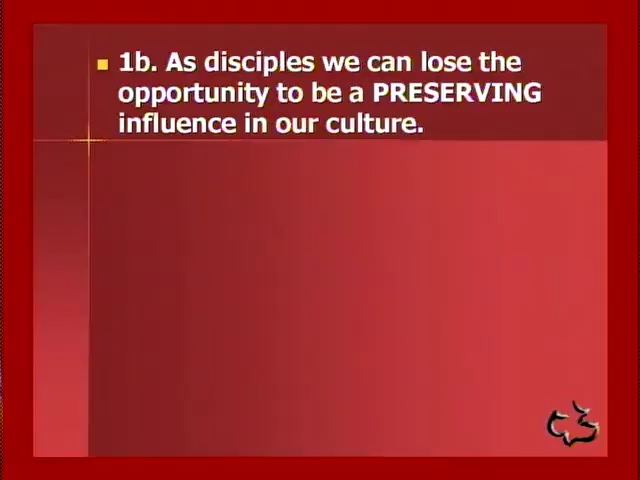 1b. As disciples we can lose the
opportunity to be a PRESERVING
influence in our culture.